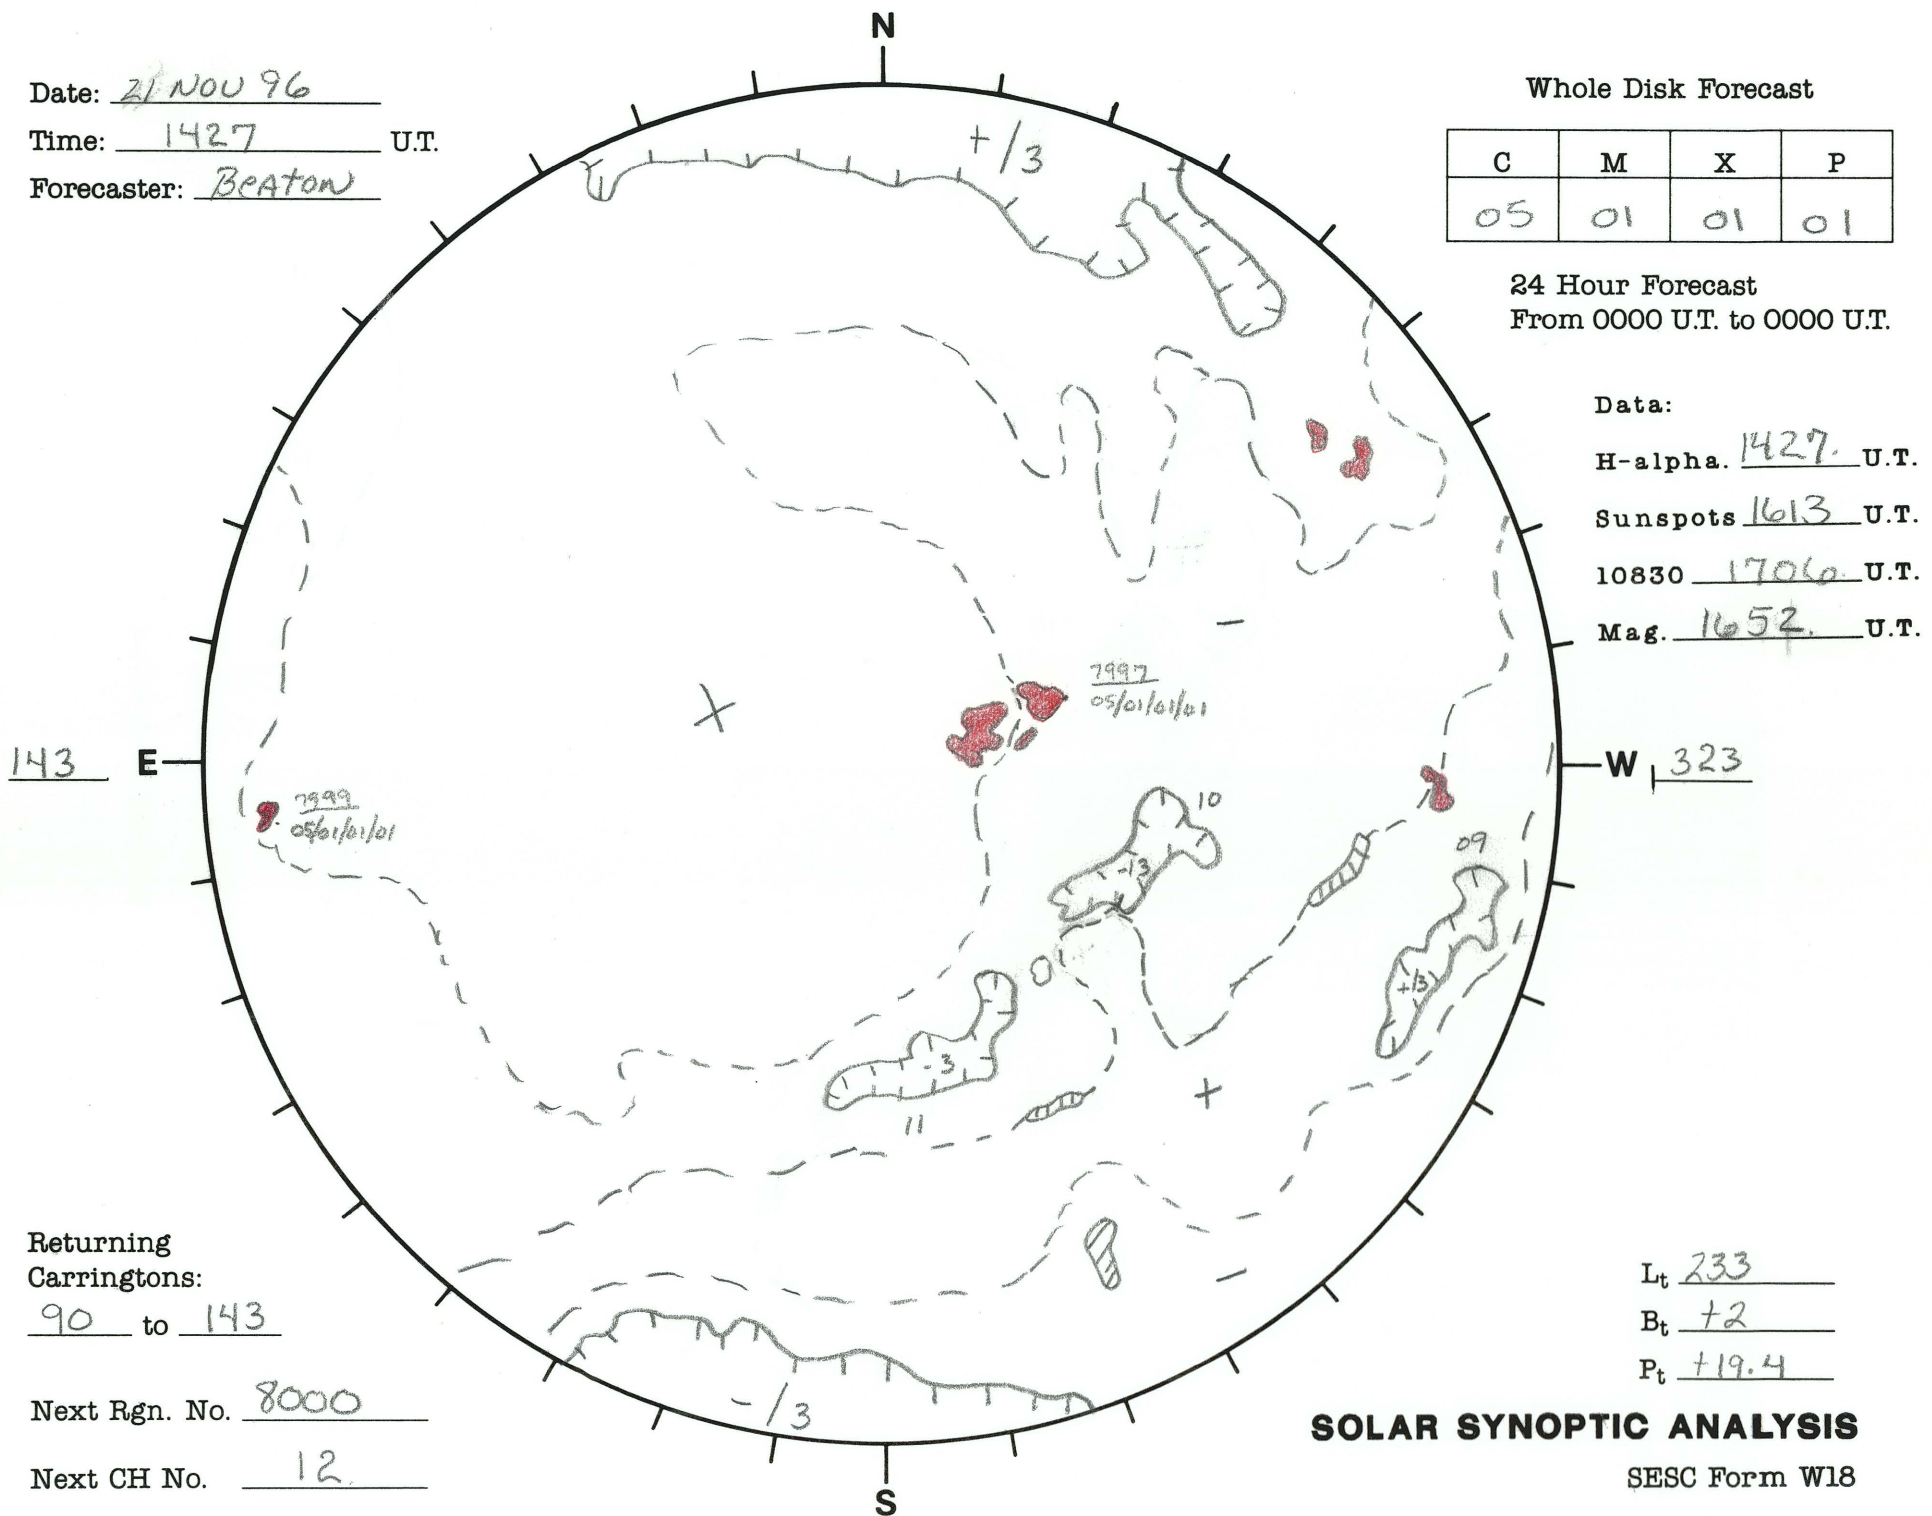 N
Date: 21 NOV 96
Time: 1427 U.T.
Forecaster: BEATON
Whole Disk Forecast
C M X P
05 01 01 01
24 Hour Forecast
From 0000 U.T. to 0000 U.T.
Data:
H-alpha. 1427. U.T.
Sunspots 1613 U.T.
10830 1706 U.T.
Mag. 1652. U.T.
+/3
-
+
7997
05/01/01/01
143 E
W 323
7999
05/01/01/01
10
-/3
09
+/3
-3
11
+
-
-/3
Returning
Carringtons:
90 to 143
Next Rgn. No. 8000
Next CH No. 12.
Lt 233
Bt +2
Pt +19.4
SOLAR SYNOPTIC ANALYSIS
SESC Form W18
S